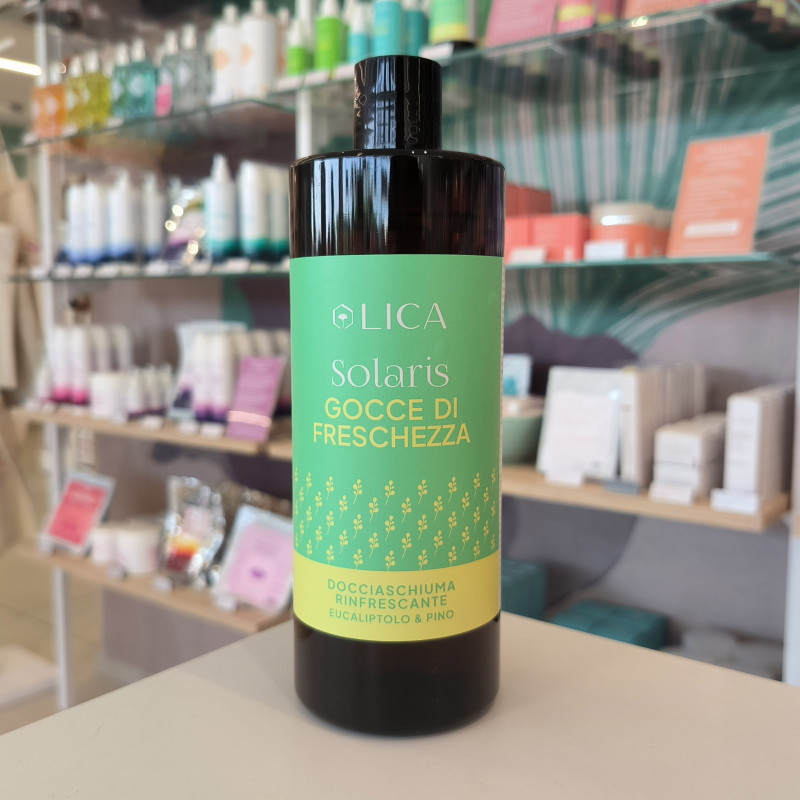 LICA
Solaris
GOCCE DI
FRESCHEZZA
DOCCIASCHIUMA
RINFRESCANTE
EUCALIPTOLO & PINO